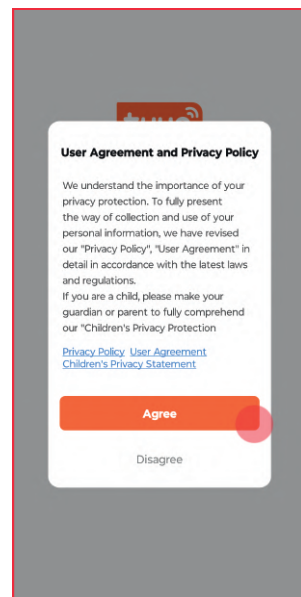 User Agreement and Privacy Policy
We understand the importance of your
privacy protection. To fully present
the way of collection and use of your
personal information, we have revised
our "Privacy Policy", "User Agreement" in
detail in accordance with the latest laws
and regulations.
If you are a child, please make your
guardian or parent to fully comprehend
our "Children's Privacy Protection
Privacy Policy User Agreement
Children's Privacy Statement
Agree
Disagree